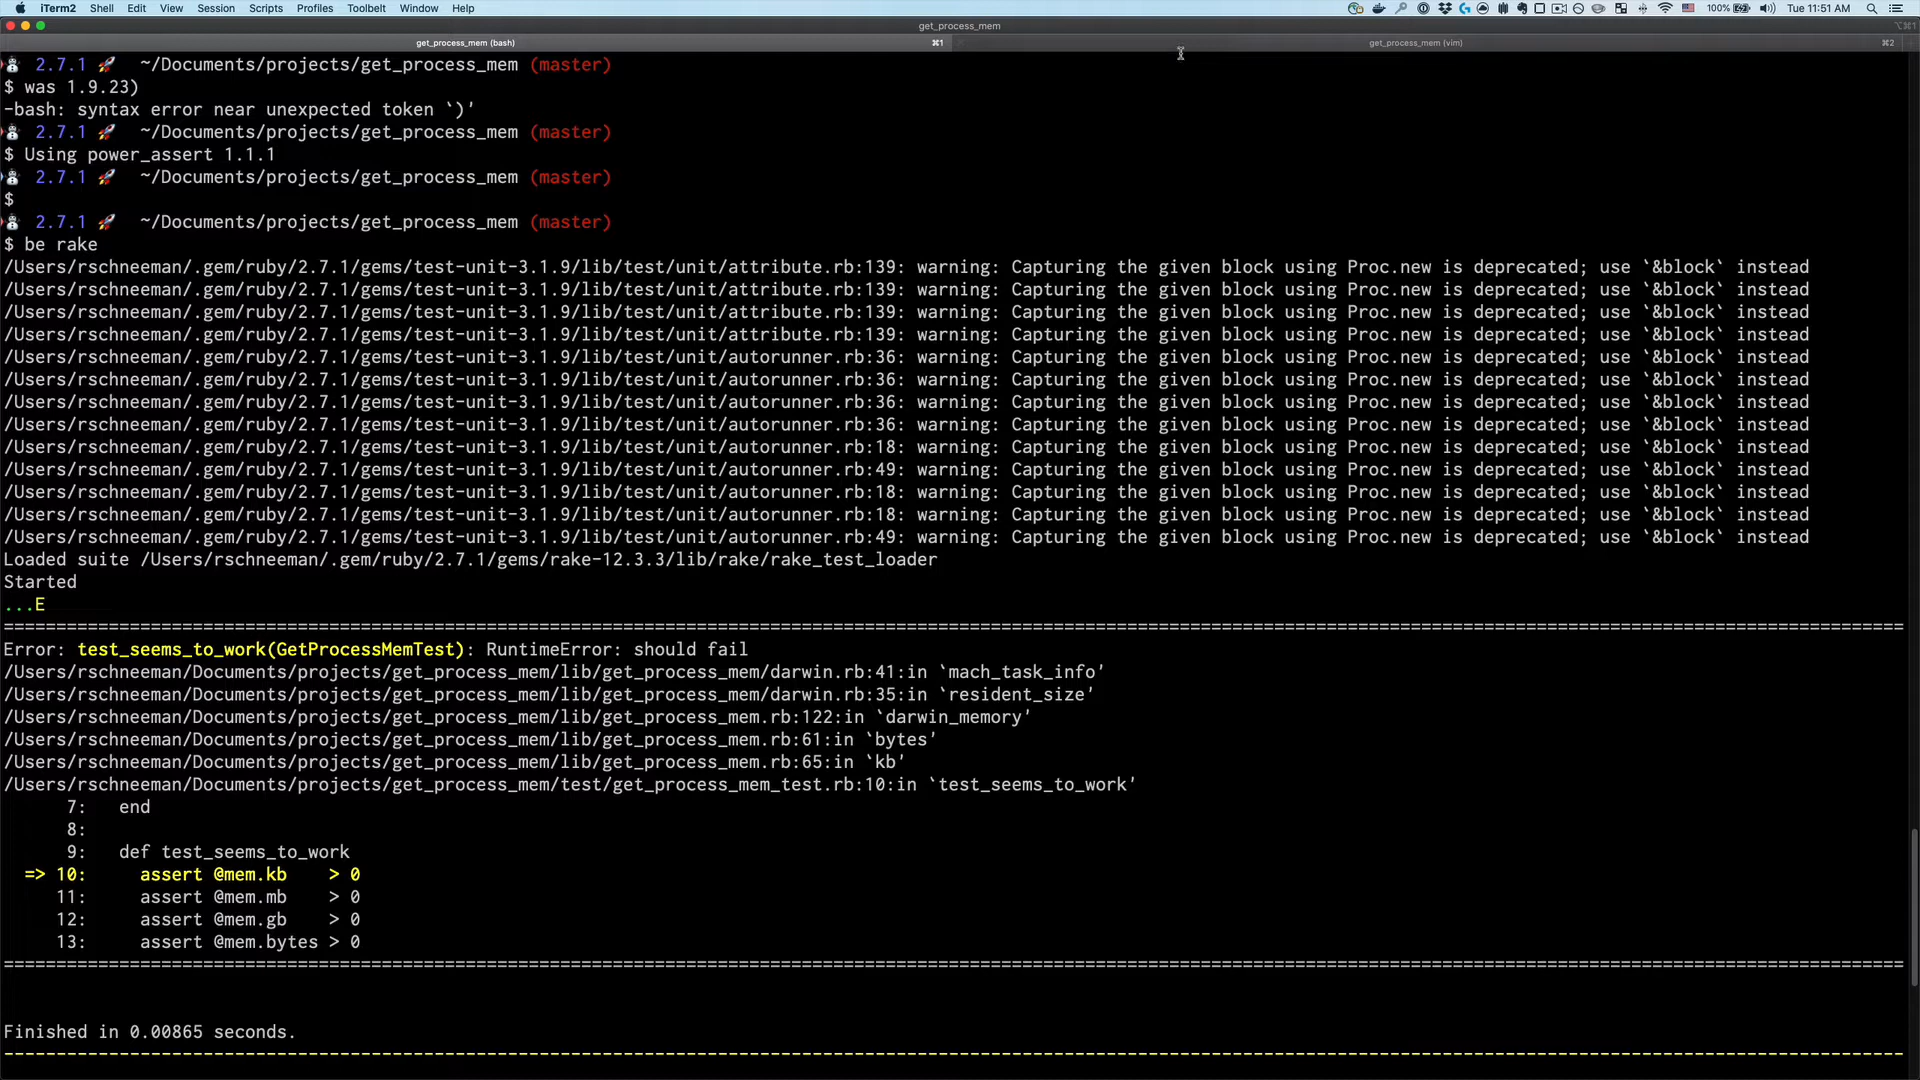 iTerm2 Shell Edit View Session Scripts Profiles Toolbelt Window Help 100% Tue 11:51 AM
get_process_mem ⌥⌘1
get_process_mem (bash) ⌘1 get_process_mem (vim) ⌘2
2.7.1 🚀 ~/Documents/projects/get_process_mem (master)
$ was 1.9.23)
-bash: syntax error near unexpected token `)'
2.7.1 🚀 ~/Documents/projects/get_process_mem (master)
$ Using power_assert 1.1.1
2.7.1 🚀 ~/Documents/projects/get_process_mem (master)
$
2.7.1 🚀 ~/Documents/projects/get_process_mem (master)
$ be rake
/Users/rschneeman/.gem/ruby/2.7.1/gems/test-unit-3.1.9/lib/test/unit/attribute.rb:139: warning: Capturing the given block using Proc.new is deprecated; use `&block` instead
/Users/rschneeman/.gem/ruby/2.7.1/gems/test-unit-3.1.9/lib/test/unit/attribute.rb:139: warning: Capturing the given block using Proc.new is deprecated; use `&block` instead
/Users/rschneeman/.gem/ruby/2.7.1/gems/test-unit-3.1.9/lib/test/unit/attribute.rb:139: warning: Capturing the given block using Proc.new is deprecated; use `&block` instead
/Users/rschneeman/.gem/ruby/2.7.1/gems/test-unit-3.1.9/lib/test/unit/attribute.rb:139: warning: Capturing the given block using Proc.new is deprecated; use `&block` instead
/Users/rschneeman/.gem/ruby/2.7.1/gems/test-unit-3.1.9/lib/test/unit/autorunner.rb:36: warning: Capturing the given block using Proc.new is deprecated; use `&block` instead
/Users/rschneeman/.gem/ruby/2.7.1/gems/test-unit-3.1.9/lib/test/unit/autorunner.rb:36: warning: Capturing the given block using Proc.new is deprecated; use `&block` instead
/Users/rschneeman/.gem/ruby/2.7.1/gems/test-unit-3.1.9/lib/test/unit/autorunner.rb:36: warning: Capturing the given block using Proc.new is deprecated; use `&block` instead
/Users/rschneeman/.gem/ruby/2.7.1/gems/test-unit-3.1.9/lib/test/unit/autorunner.rb:36: warning: Capturing the given block using Proc.new is deprecated; use `&block` instead
/Users/rschneeman/.gem/ruby/2.7.1/gems/test-unit-3.1.9/lib/test/unit/autorunner.rb:18: warning: Capturing the given block using Proc.new is deprecated; use `&block` instead
/Users/rschneeman/.gem/ruby/2.7.1/gems/test-unit-3.1.9/lib/test/unit/autorunner.rb:49: warning: Capturing the given block using Proc.new is deprecated; use `&block` instead
/Users/rschneeman/.gem/ruby/2.7.1/gems/test-unit-3.1.9/lib/test/unit/autorunner.rb:18: warning: Capturing the given block using Proc.new is deprecated; use `&block` instead
/Users/rschneeman/.gem/ruby/2.7.1/gems/test-unit-3.1.9/lib/test/unit/autorunner.rb:18: warning: Capturing the given block using Proc.new is deprecated; use `&block` instead
/Users/rschneeman/.gem/ruby/2.7.1/gems/test-unit-3.1.9/lib/test/unit/autorunner.rb:49: warning: Capturing the given block using Proc.new is deprecated; use `&block` instead
Loaded suite /Users/rschneeman/.gem/ruby/2.7.1/gems/rake-12.3.3/lib/rake/rake_test_loader
Started
...E
Error: test_seems_to_work(GetProcessMemTest): RuntimeError: should fail
/Users/rschneeman/Documents/projects/get_process_mem/lib/get_process_mem/darwin.rb:41:in `mach_task_info'
/Users/rschneeman/Documents/projects/get_process_mem/lib/get_process_mem/darwin.rb:35:in `resident_size'
/Users/rschneeman/Documents/projects/get_process_mem/lib/get_process_mem.rb:122:in `darwin_memory'
/Users/rschneeman/Documents/projects/get_process_mem/lib/get_process_mem.rb:61:in `bytes'
/Users/rschneeman/Documents/projects/get_process_mem/lib/get_process_mem.rb:65:in `kb'
/Users/rschneeman/Documents/projects/get_process_mem/test/get_process_mem_test.rb:10:in `test_seems_to_work'
7: end
8:
9: def test_seems_to_work
=> 10: assert @mem.kb > 0
11: assert @mem.mb > 0
12: assert @mem.gb > 0
13: assert @mem.bytes > 0
Finished in 0.00865 seconds.